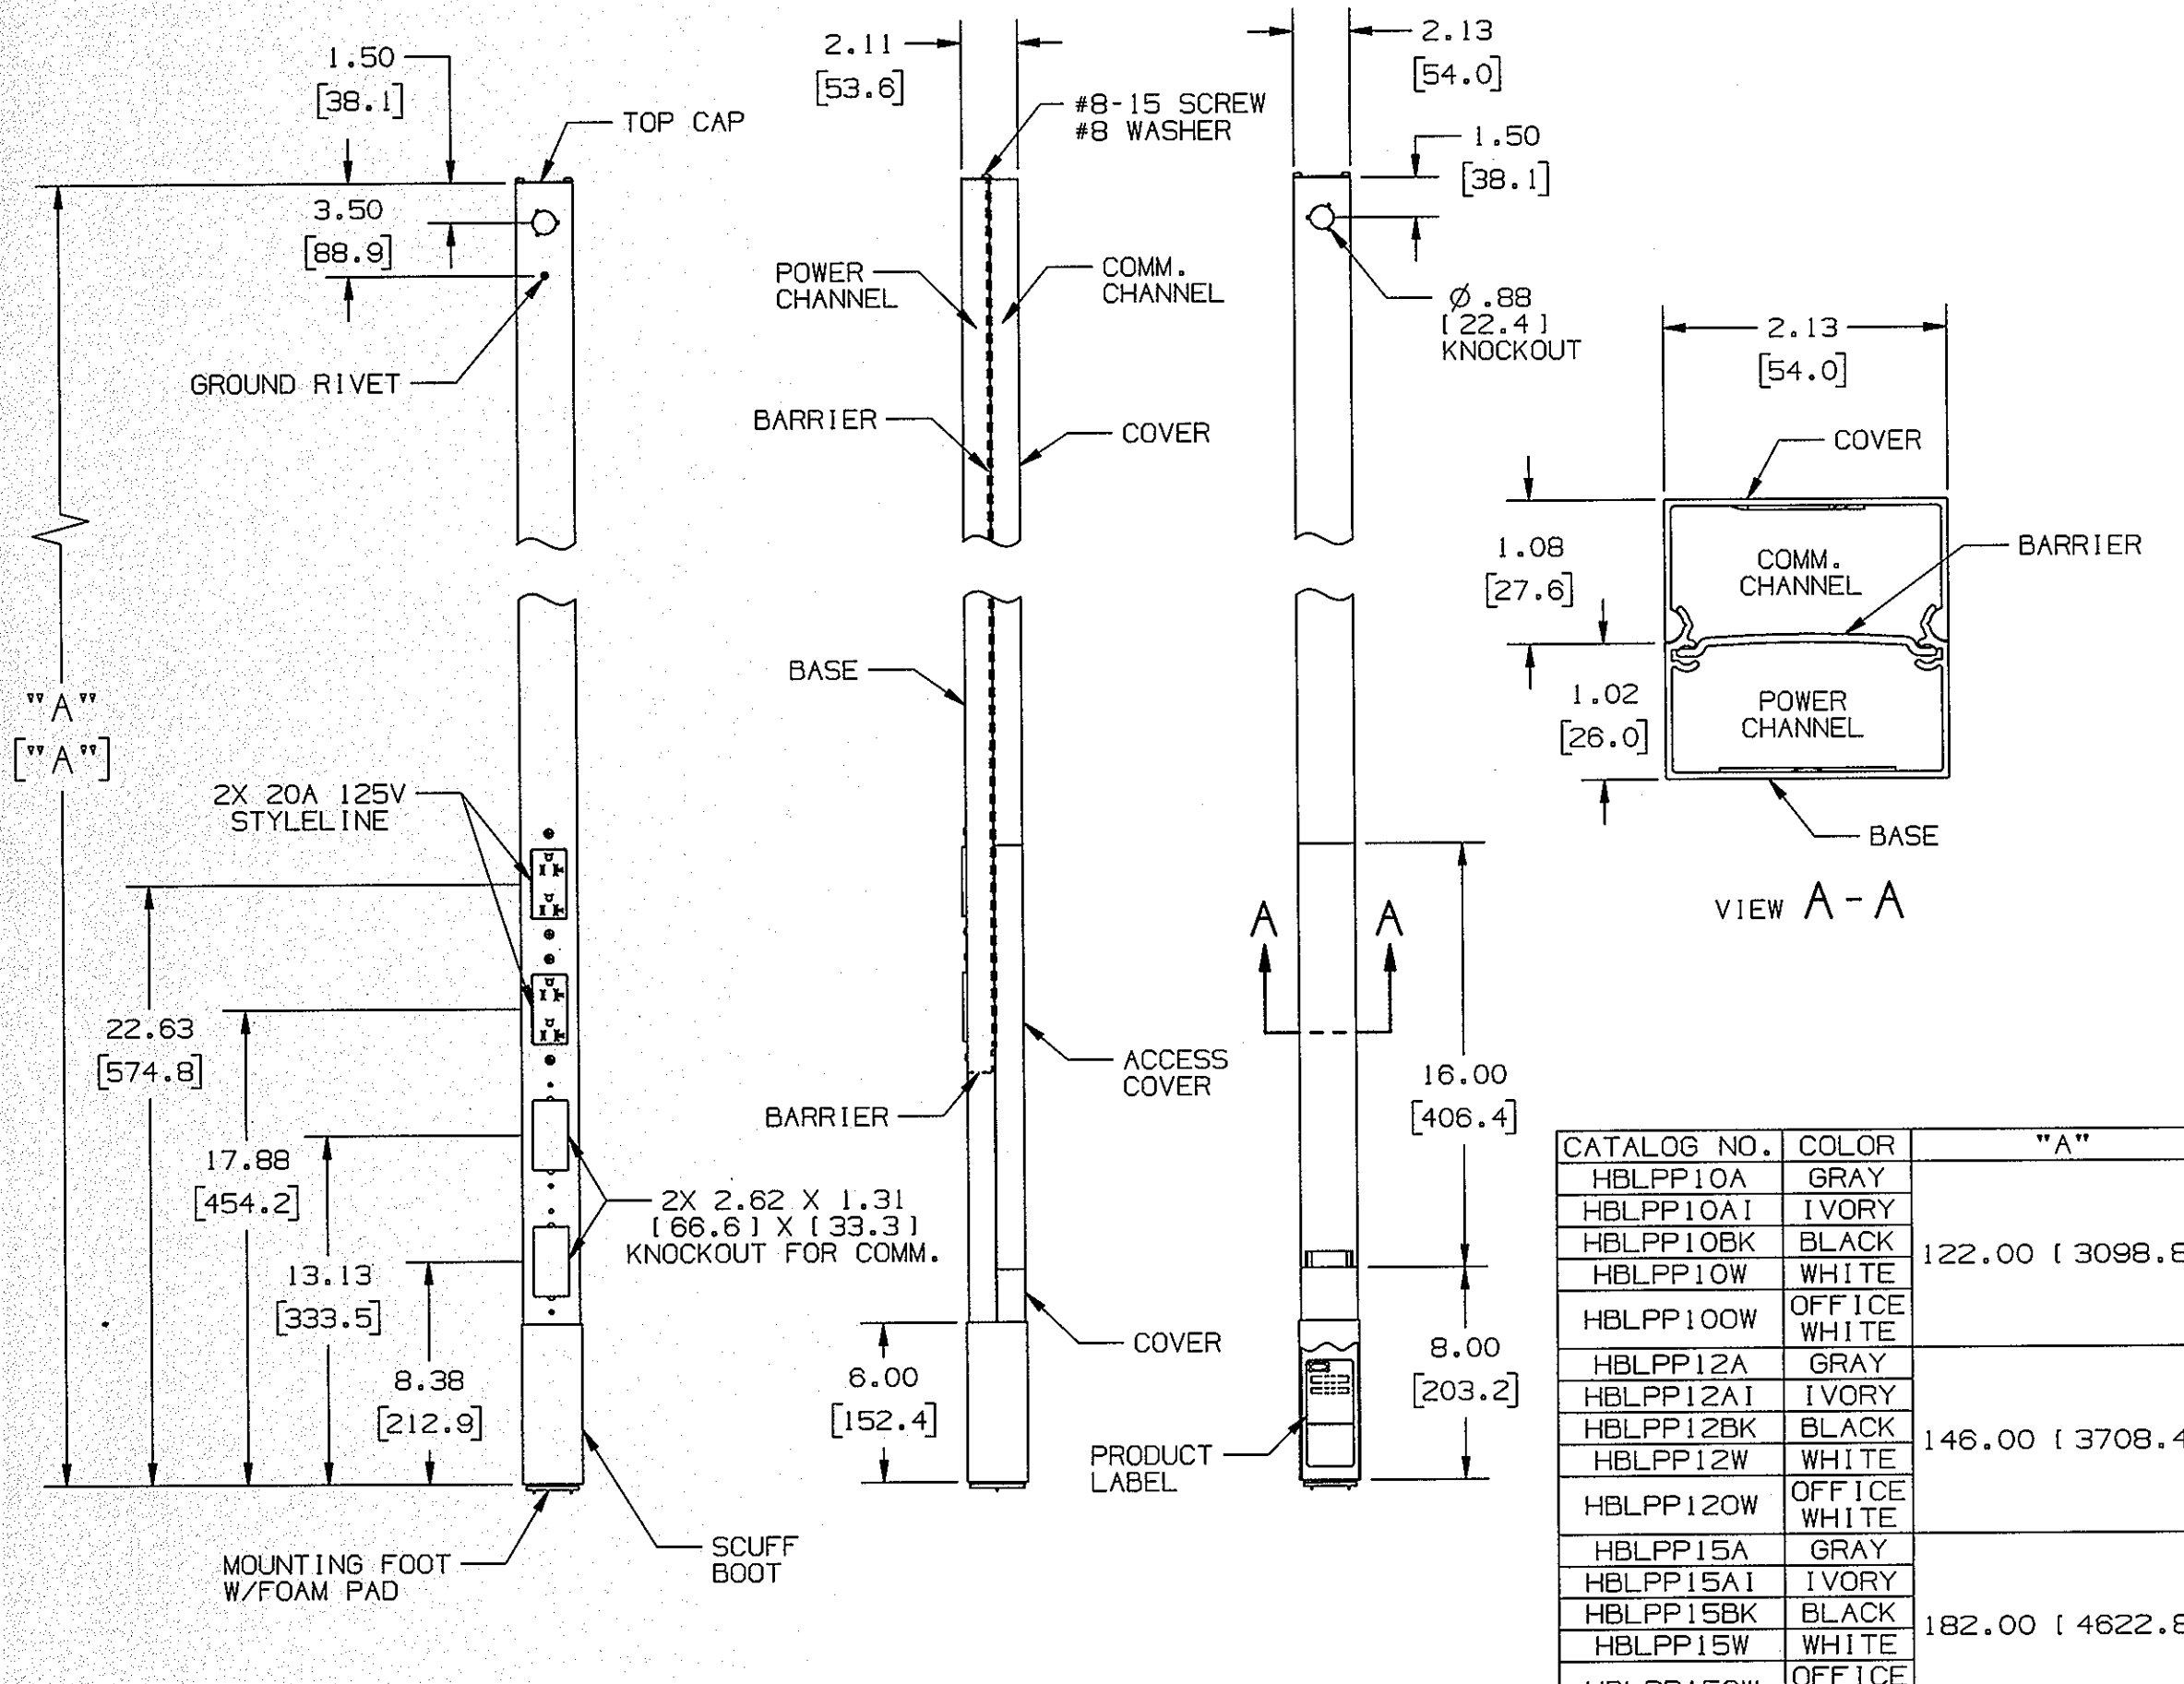 1.50
[38.1]
TOP CAP
3.50
[88.9]
GROUND RIVET
"A"
["A"]
2X 20A 125V
STYLELINE
22.63
[574.8]
17.88
[454.2]
13.13
[333.5]
8.38
[212.9]
2X 2.62 X 1.31
[66.6] X [33.3]
KNOCKOUT FOR COMM.
MOUNTING FOOT
W/FOAM PAD
SCUFF
BOOT
2.11
[53.6]
#8-15 SCREW
#8 WASHER
POWER
CHANNEL
COMM.
CHANNEL
BARRIER
COVER
BASE
ACCESS
COVER
BARRIER
COVER
6.00
[152.4]
2.13
[54.0]
1.50
[38.1]
Ø.88
[22.4]
KNOCKOUT
A A
16.00
[406.4]
8.00
[203.2]
PRODUCT
LABEL
2.13
[54.0]
COVER
BARRIER
1.08
[27.6]
COMM.
CHANNEL
1.02
[26.0]
POWER
CHANNEL
BASE
VIEW A-A
CATALOG NO. COLOR "A"
HBLPP10A GRAY
HBLPP10AI IVORY
HBLPP10BK BLACK
122.00 [3098.8
HBLPP10W WHITE
HBLPP10OW OFFICE WHITE
HBLPP12A GRAY
HBLPP12AI IVORY
HBLPP12BK BLACK
146.00 [3708.4
HBLPP12W WHITE
HBLPP12OW OFFICE WHITE
HBLPP15A GRAY
HBLPP15AI IVORY
HBLPP15BK BLACK
182.00 [4622.8
HBLPP15W WHITE
OFFICE